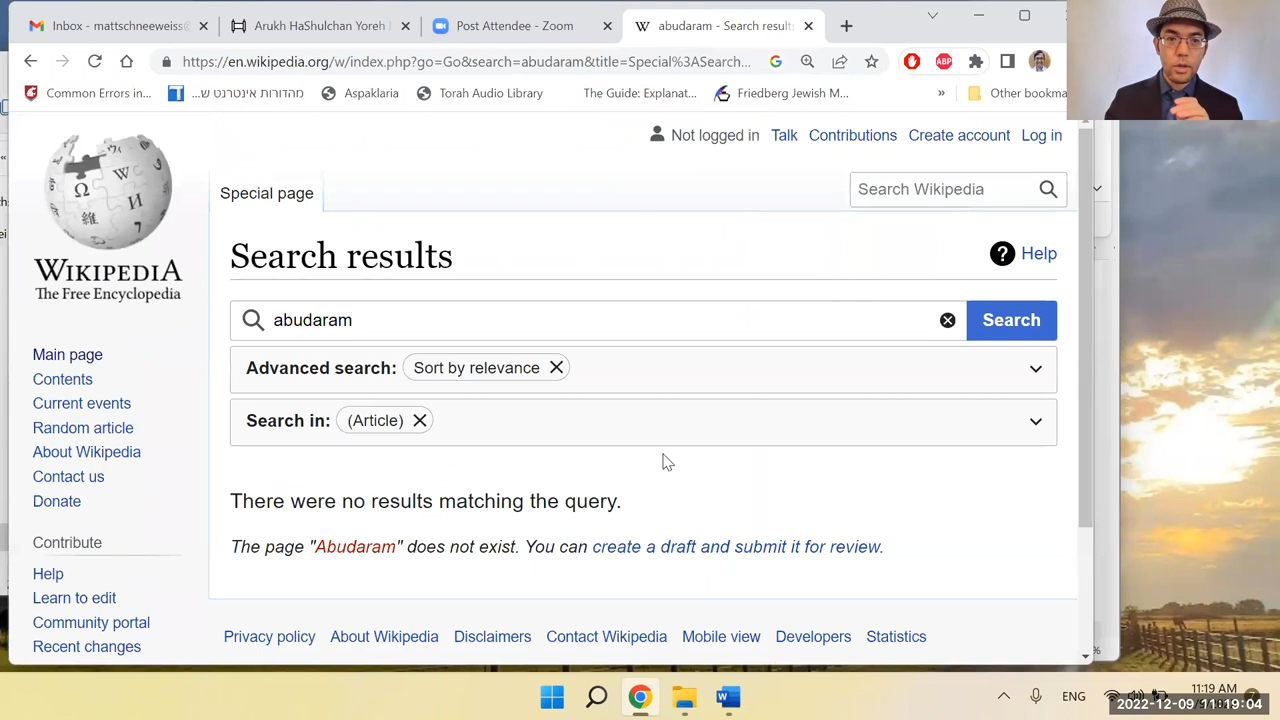 Inbox - mattschneeweiss@
Arukh HaShulchan Yoreh
Post Attendee - Zoom
abudaram - Search results
https://en.wikipedia.org/w/index.php?go=Go&search=abudaram&title=Special%3ASearch...
Common Errors in...
מהדורות אינטרנט ש...
Aspaklaria
Torah Audio Library
The Guide: Explanat...
Friedberg Jewish M...
»
Other bookma
Not logged in
Talk
Contributions
Create account
Log in
Special page
Search Wikipedia
WIKIPEDIA
The Free Encyclopedia
Search results
Help
abudaram
Search
Advanced search: Sort by relevance
Search in: (Article)
There were no results matching the query.
The page "Abudaram" does not exist. You can create a draft and submit it for review.
Main page
Contents
Current events
Random article
About Wikipedia
Contact us
Donate
Contribute
Help
Learn to edit
Community portal
Recent changes
Privacy policy
About Wikipedia
Disclaimers
Contact Wikipedia
Mobile view
Developers
Statistics
ENG
11:19 AM
2022-12-09 11:19:04